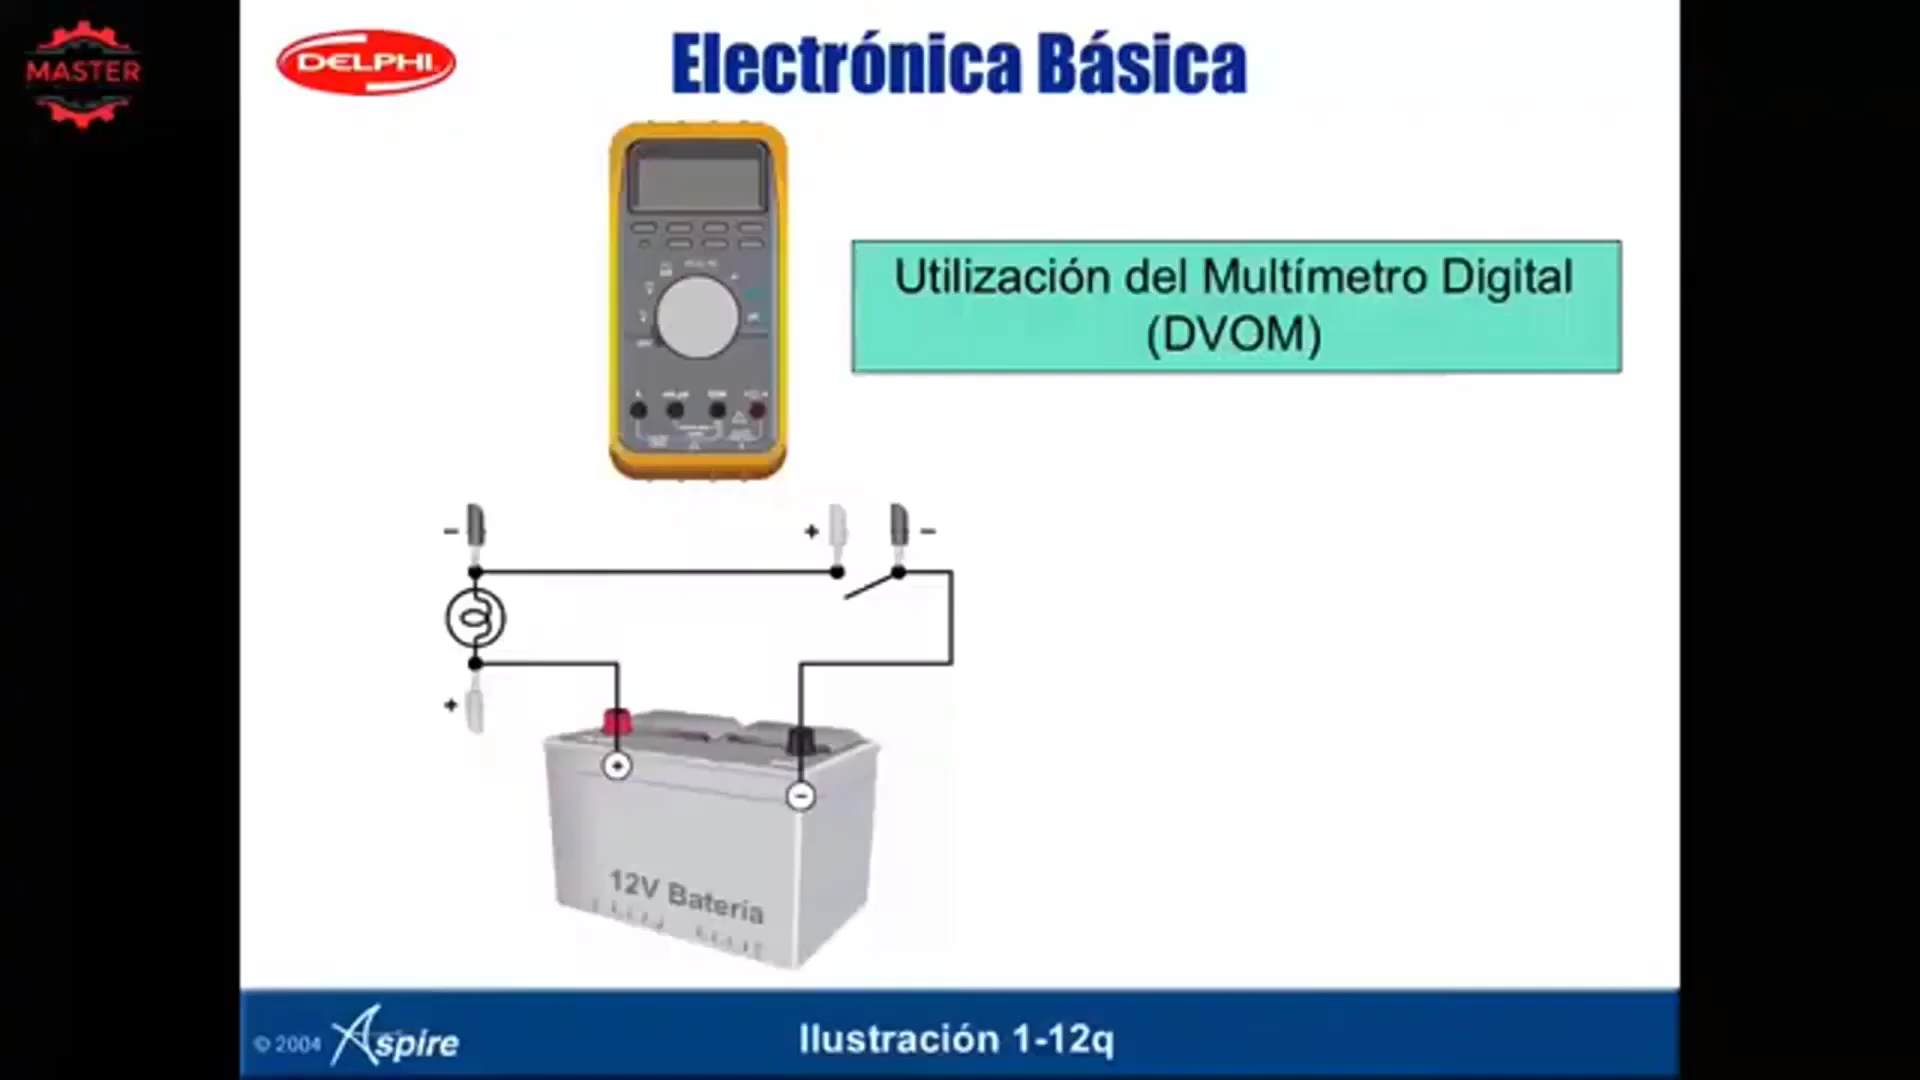 MASTER
DELPHI
Electrónica Básica
Utilización del Multímetro Digital
(DVOM)
-
+
-
+
+
-
12V Batería
© 2004 Aspire
Ilustración 1-12q